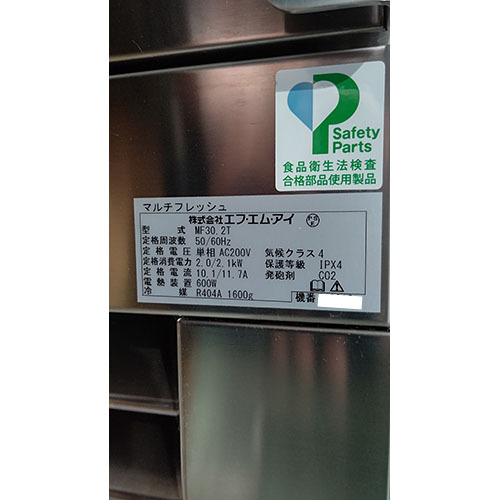 Safety
Parts
食品衛生法検査
合格部品使用製品
マルチフレッシュ
株式会社エフ・エム・アイ
型式 MF30.2T
定格周波数 50/60Hz
定格電圧 単相 AC200V 気候クラス 4
定格消費電力 2.0/2.1kW 保護等級 IPX4
定格電流 10.1/11.7A 発砲剤 CO2
電熱装置 600W
冷媒 R404A 1600g
機番